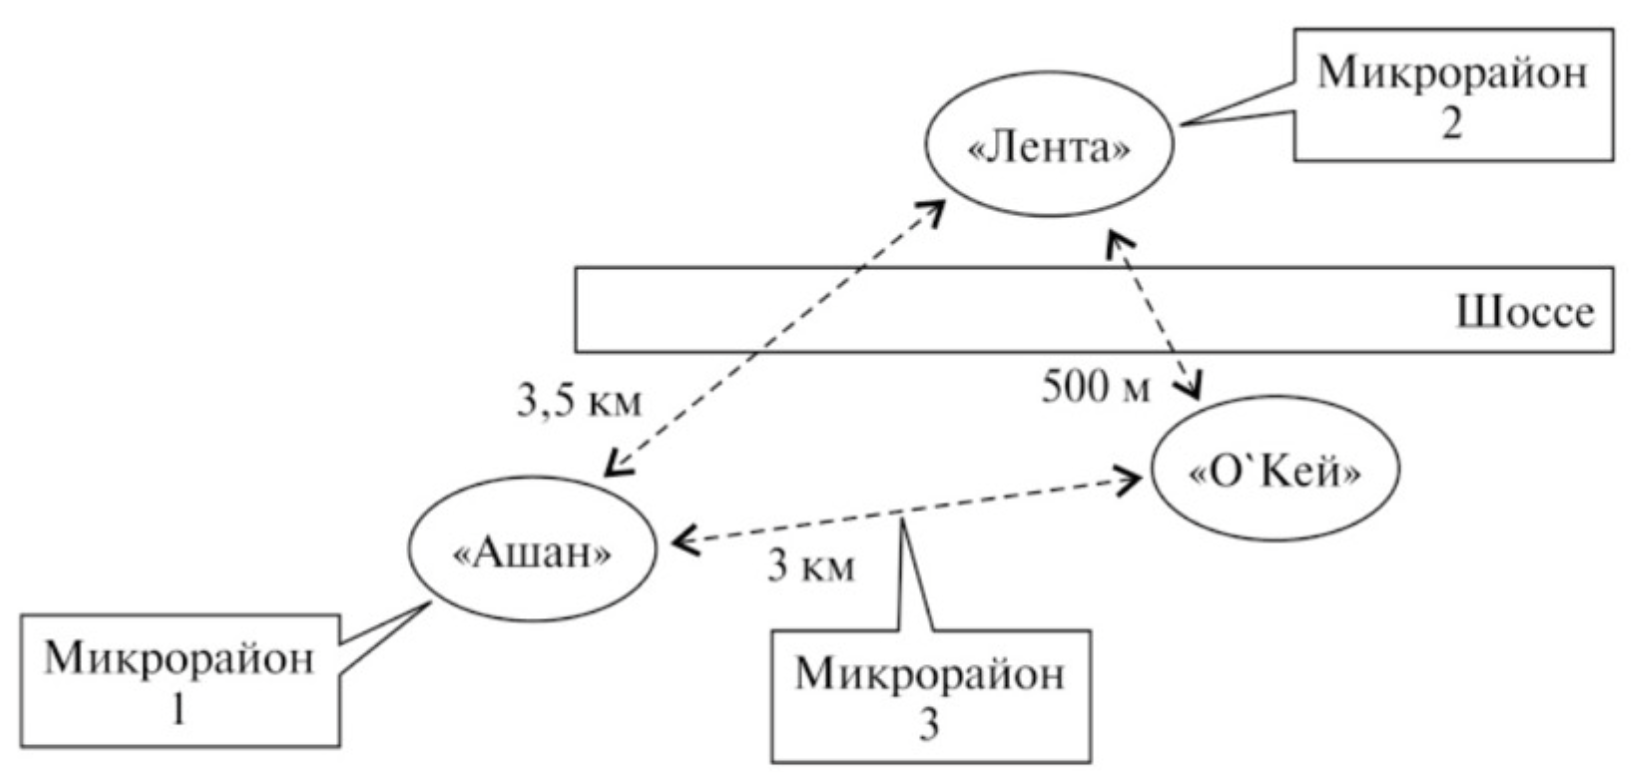 Микрорайон
2
«Лента»
Шоссе
3,5 км
500 м
«О`Кей»
«Ашан»
3 км
Микрорайон
1
Микрорайон
3